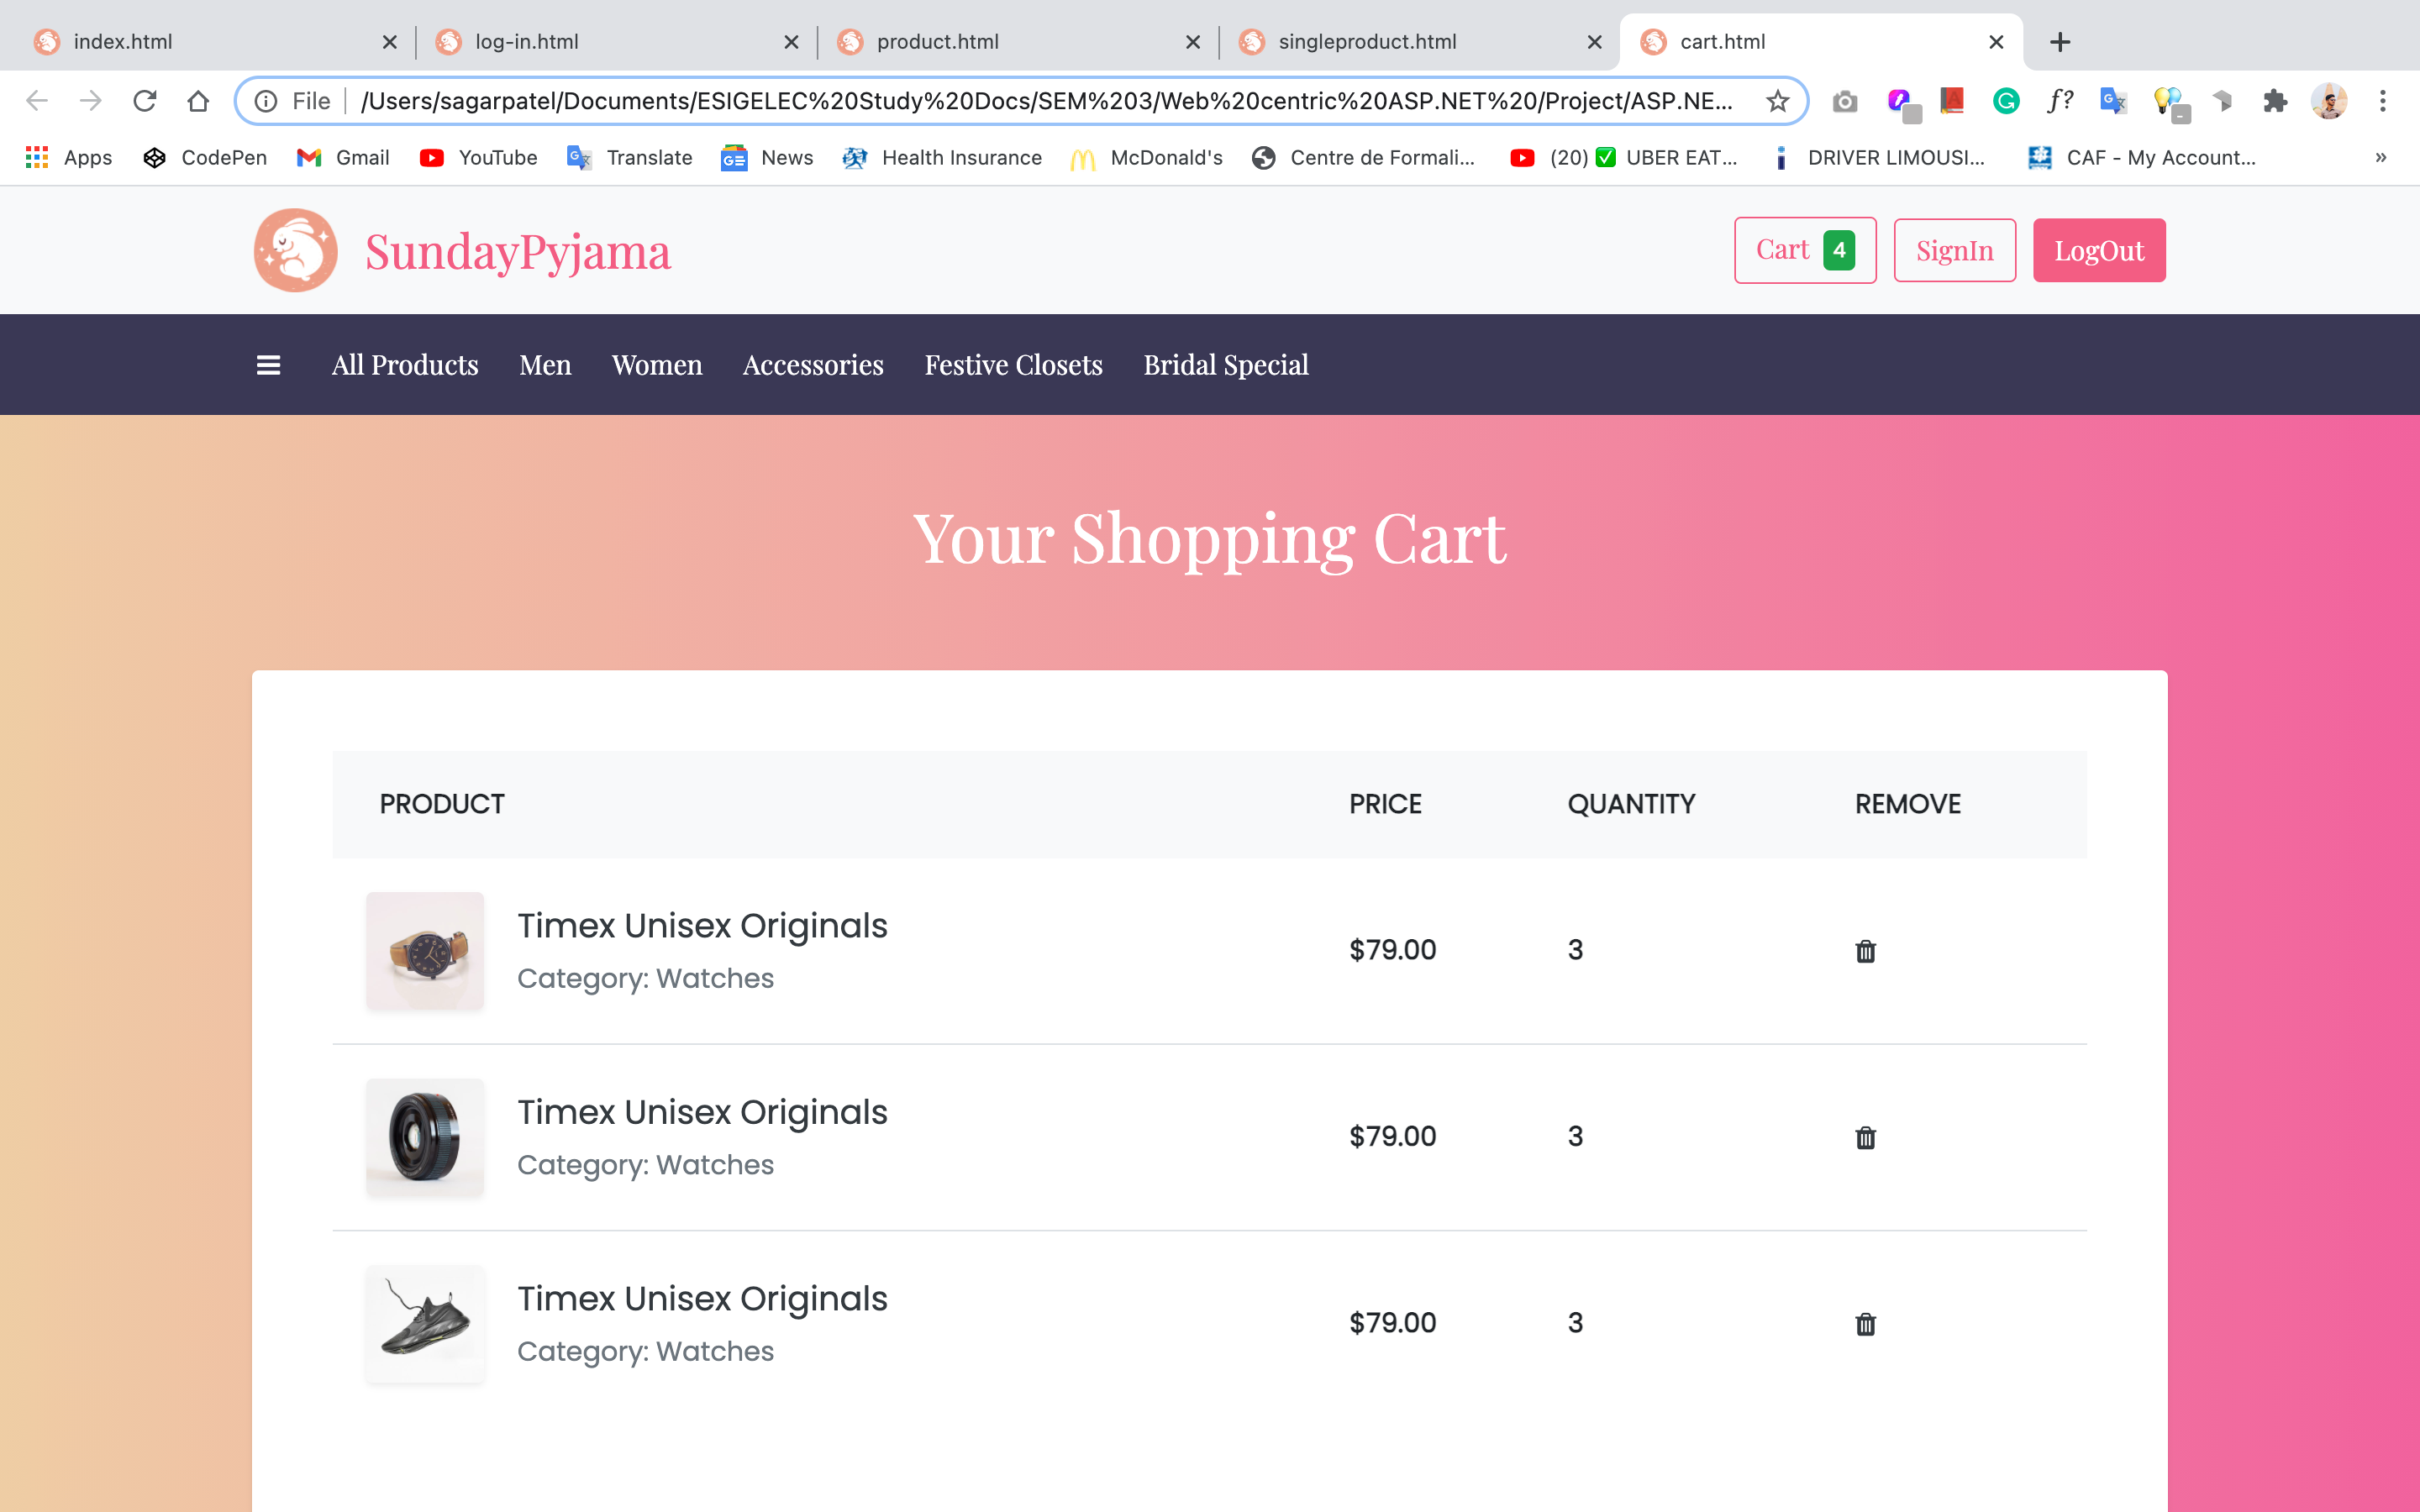 index.html
log-in.html
product.html
singleproduct.html
cart.html
File
/Users/sagarpatel/Documents/ESIGELEC%20Study%20Docs/SEM%203/Web%20centric%20ASP.NET%20/Project/ASP.NE...
Apps
CodePen
Gmail
YouTube
Translate
News
Health Insurance
McDonald's
Centre de Formali...
(20) ✅ UBER EAT...
DRIVER LIMOUSI...
CAF - My Account...
»
SundayPyjama
Cart 4
SignIn
LogOut
All Products
Men
Women
Accessories
Festive Closets
Bridal Special
Your Shopping Cart
PRODUCT
PRICE
QUANTITY
REMOVE
Timex Unisex Originals
Category: Watches
$79.00
3
Timex Unisex Originals
Category: Watches
$79.00
3
Timex Unisex Originals
Category: Watches
$79.00
3